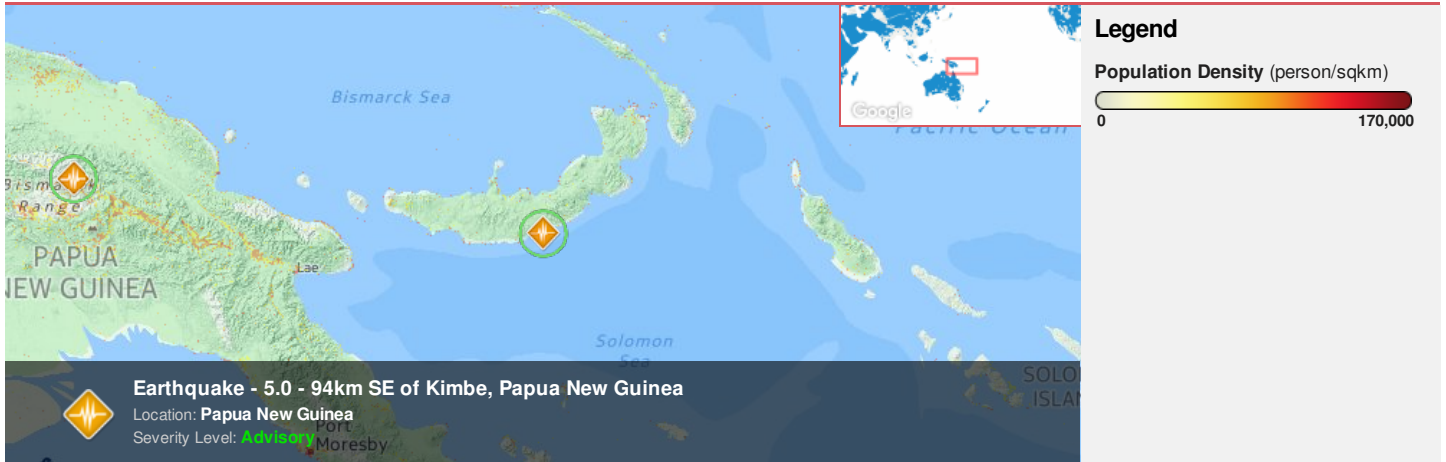 Bismarck Sea
Google
Pacific Ocean
Bismarck
Range
PAPUA
NEW GUINEA
Lae
Solomon
Sea
Port
Moresby
Earthquake - 5.0 - 94km SE of Kimbe, Papua New Guinea
Location: Papua New Guinea
Severity Level: Advisory
Legend
Population Density (person/sqkm)
0 170,000